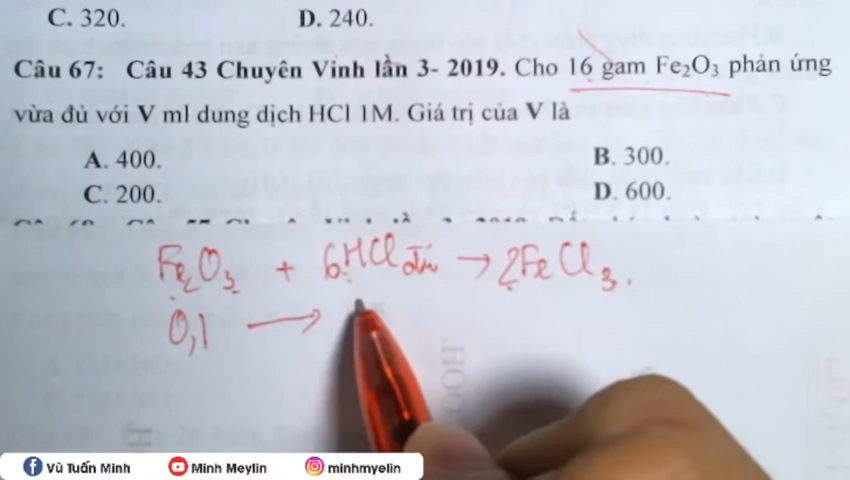 C. 320. D. 240.
Câu 67: Câu 43 Chuyên Vinh lần 3- 2019. Cho 16 gam Fe₂O₃ phản ứng
vừa đủ với V ml dung dịch HCl 1M. Giá trị của V là
A. 400. B. 300.
C. 200. D. 600.
Fe₂O₃ + 6HCl đủ → 2FeCl₃.
0,1 →
Vũ Tuấn Minh Minh Meylin minhmyelin